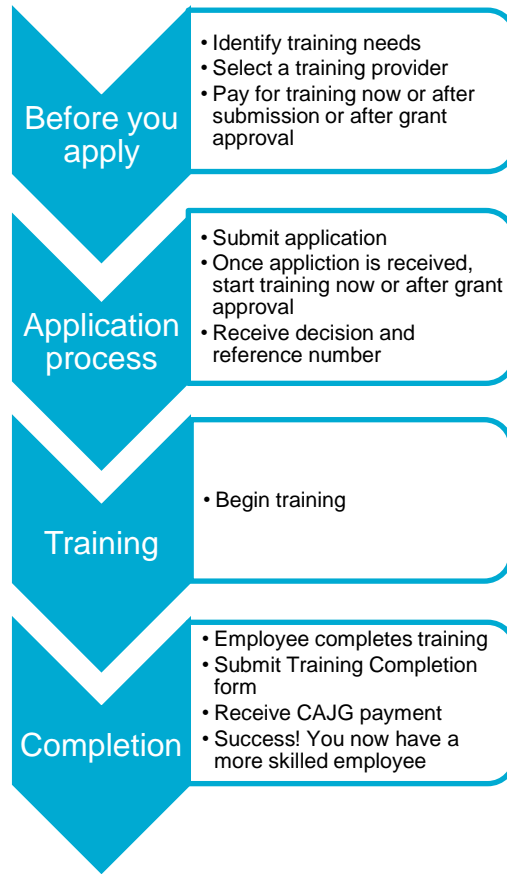 Before you
apply
• Identify training needs
• Select a training provider
• Pay for training now or after
submission or after grant
approval
Application
process
• Submit application
• Once appliction is received,
start training now or after grant
approval
• Receive decision and
reference number
Training
• Begin training
Completion
• Employee completes training
• Submit Training Completion
form
• Receive CAJG payment
• Success! You now have a
more skilled employee